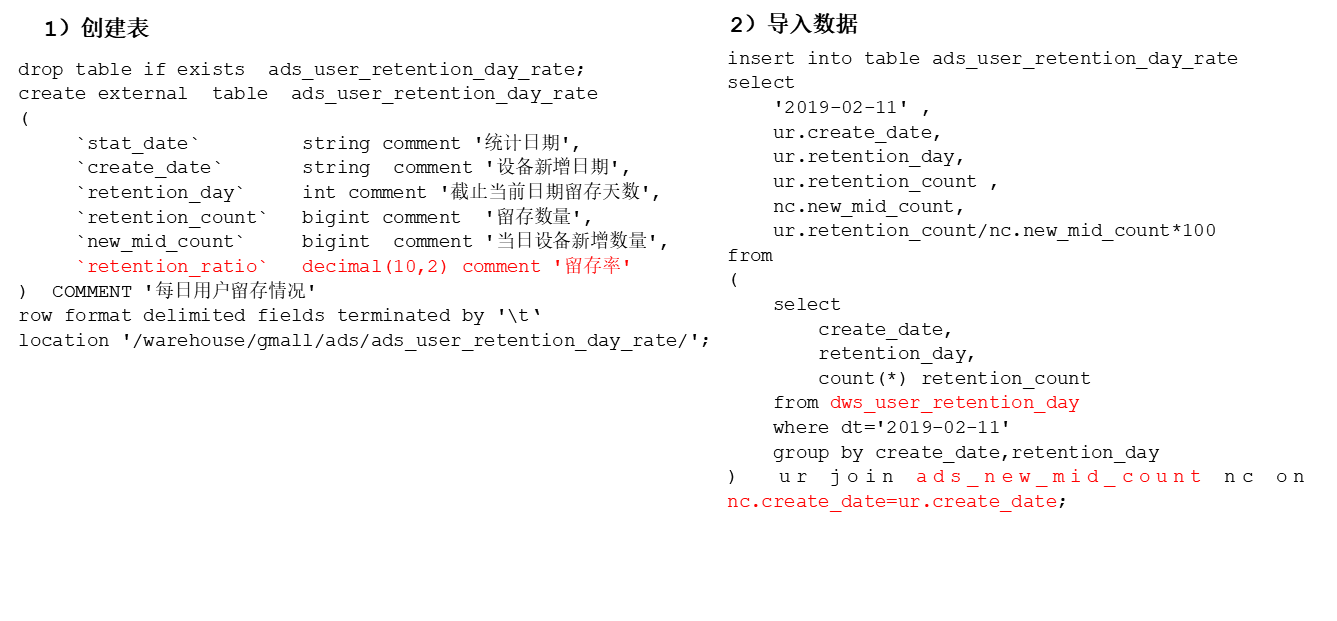 1）创建表
drop table if exists  ads_user_retention_day_rate;
create external  table  ads_user_retention_day_rate
(
     `stat_date`         string comment '统计日期',
     `create_date`       string  comment '设备新增日期',
     `retention_day`     int comment '截止当前日期留存天数',
     `retention_count`   bigint comment  '留存数量',
     `new_mid_count`     bigint  comment '当日设备新增数量',
     `retention_ratio`   decimal(10,2) comment '留存率'
)  COMMENT '每日用户留存情况'
row format delimited fields terminated by '\t‘
location '/warehouse/gmall/ads/ads_user_retention_day_rate/';
2）导入数据
insert into table ads_user_retention_day_rate
select
    '2019-02-11' ,
    ur.create_date,
    ur.retention_day,
    ur.retention_count ,
    nc.new_mid_count,
    ur.retention_count/nc.new_mid_count*100
from
(
    select
        create_date,
        retention_day,
        count(*) retention_count
    from dws_user_retention_day
    where dt='2019-02-11'
    group by create_date,retention_day
)  ur join ads_new_mid_count nc on
nc.create_date=ur.create_date;